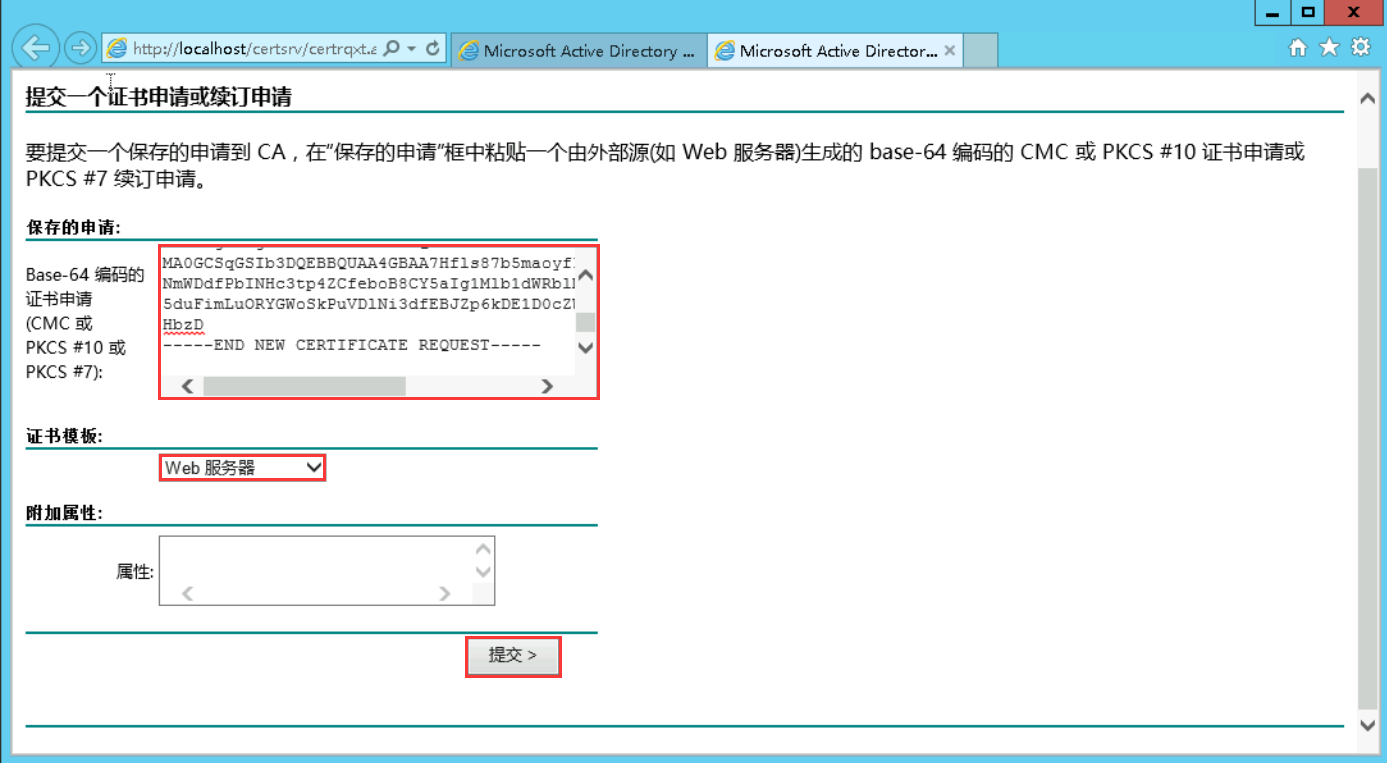 http://localhost/certsrv/certrqxt.a
Microsoft Active Directory ...
Microsoft Active Director...
提交一个证书申请或续订申请
要提交一个保存的申请到 CA，在“保存的申请”框中粘贴一个由外部源(如 Web 服务器)生成的 base-64 编码的 CMC 或 PKCS #10 证书申请或
PKCS #7 续订申请。
保存的申请:
Base-64 编码的
证书申请
(CMC 或
PKCS #10 或
PKCS #7):
MA0GCSqGSIb3DQEBBQUAA4GBAA7Hfls87b5maoyf
NmWDdfPbINHc3tp4ZCfeboB8CY5aIg1Mlb1dWRbl
5duFimLuORYGWoSkPuVDlNi3dfEBJZp6kDE1D0cZ
HbzD
-----END NEW CERTIFICATE REQUEST-----
证书模板:
Web 服务器
附加属性:
属性:
提交 >